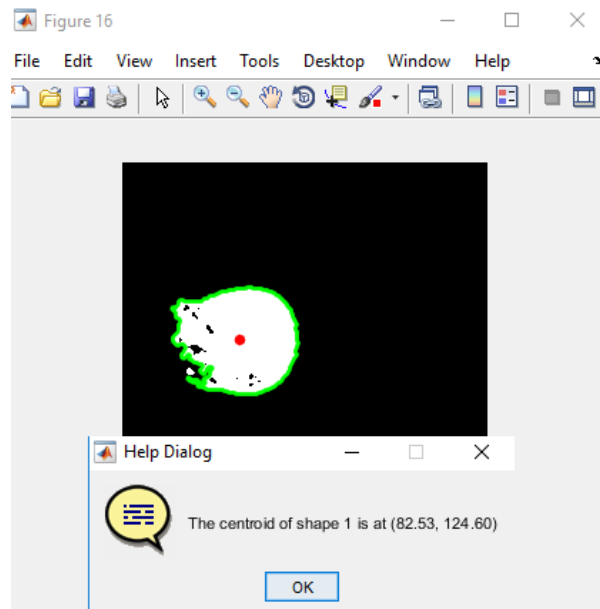 Figure 16
File Edit View Insert Tools Desktop Window Help
Help Dialog
The centroid of shape 1 is at (82.53, 124.60)
OK